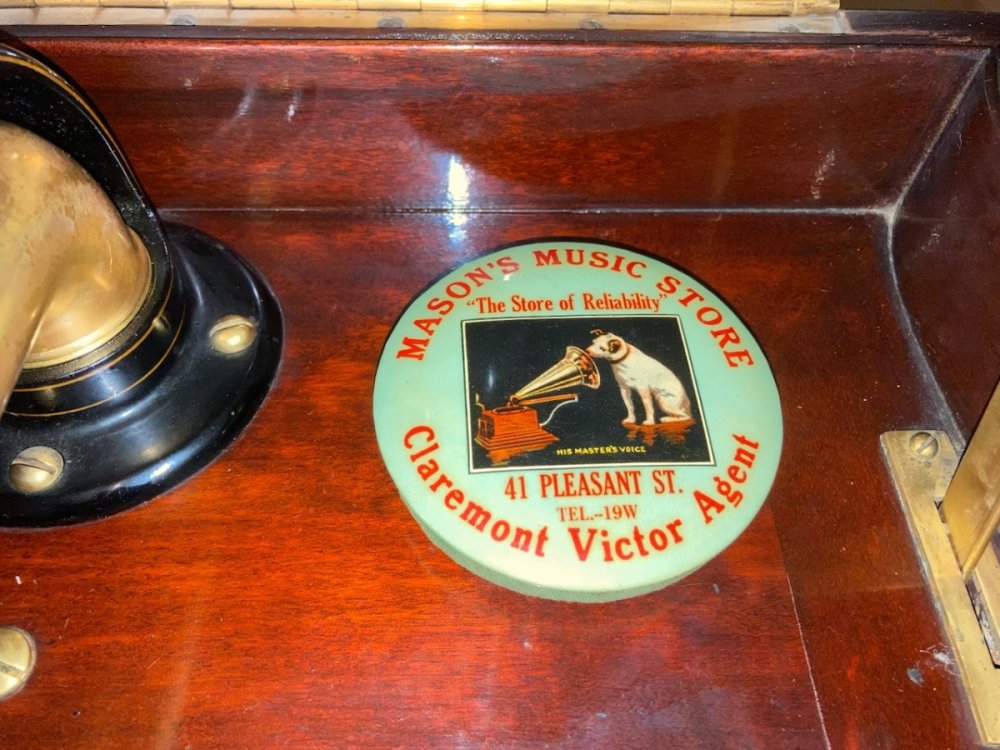 MASON'S MUSIC STORE
"The Store of Reliability"
HIS MASTER'S VOICE
41 PLEASANT ST.
TEL.-19W
Claremont Victor Agent